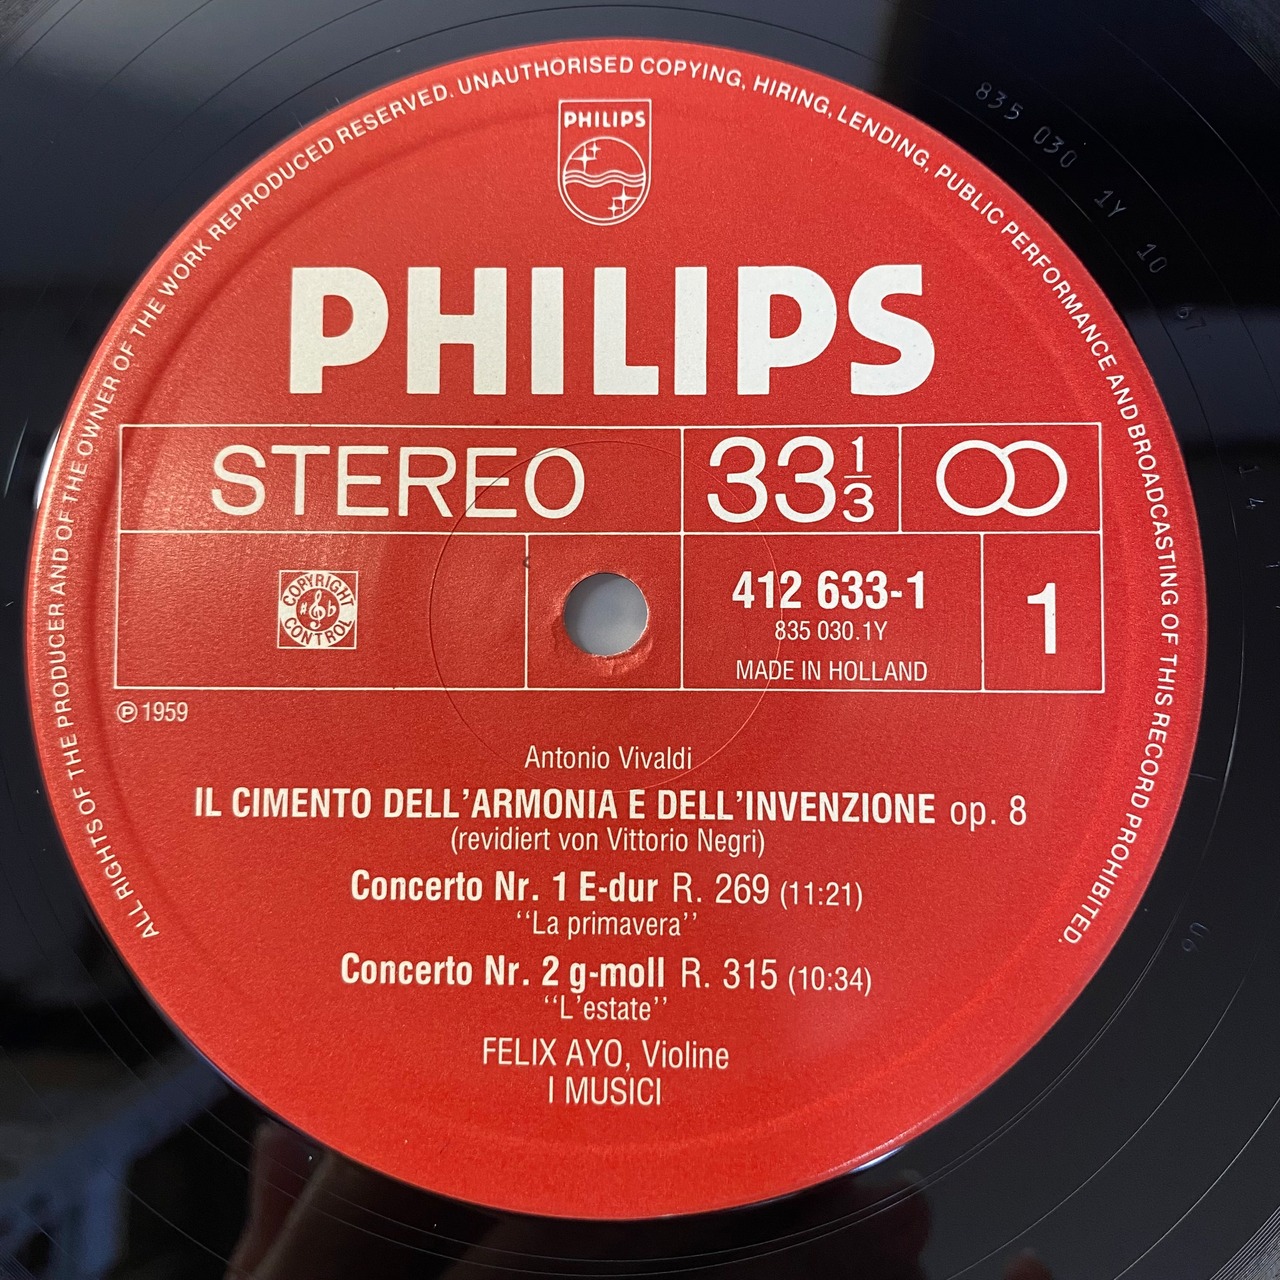 ALL RIGHTS OF THE PRODUCER AND OF THE OWNER OF THE WORK REPRODUCED RESERVED. UNAUTHORISED COPYING, HIRING, LENDING, PUBLIC PERFORMANCE AND BROADCASTING OF THIS RECORD PROHIBITED.
835 030 1Y 10
PHILIPS
PHILIPS
STEREO 33 1/3
COPYRIGHT CONTROL
412 633-1
835 030.1Y
MADE IN HOLLAND
1
℗ 1959
Antonio Vivaldi
IL CIMENTO DELL'ARMONIA E DELL'INVENZIONE op. 8
(revidiert von Vittorio Negri)
Concerto Nr. 1 E-dur R. 269 (11:21)
‘‘La primavera’’
Concerto Nr. 2 g-moll R. 315 (10:34)
‘‘L'estate’’
FELIX AYO, Violine
I MUSICI